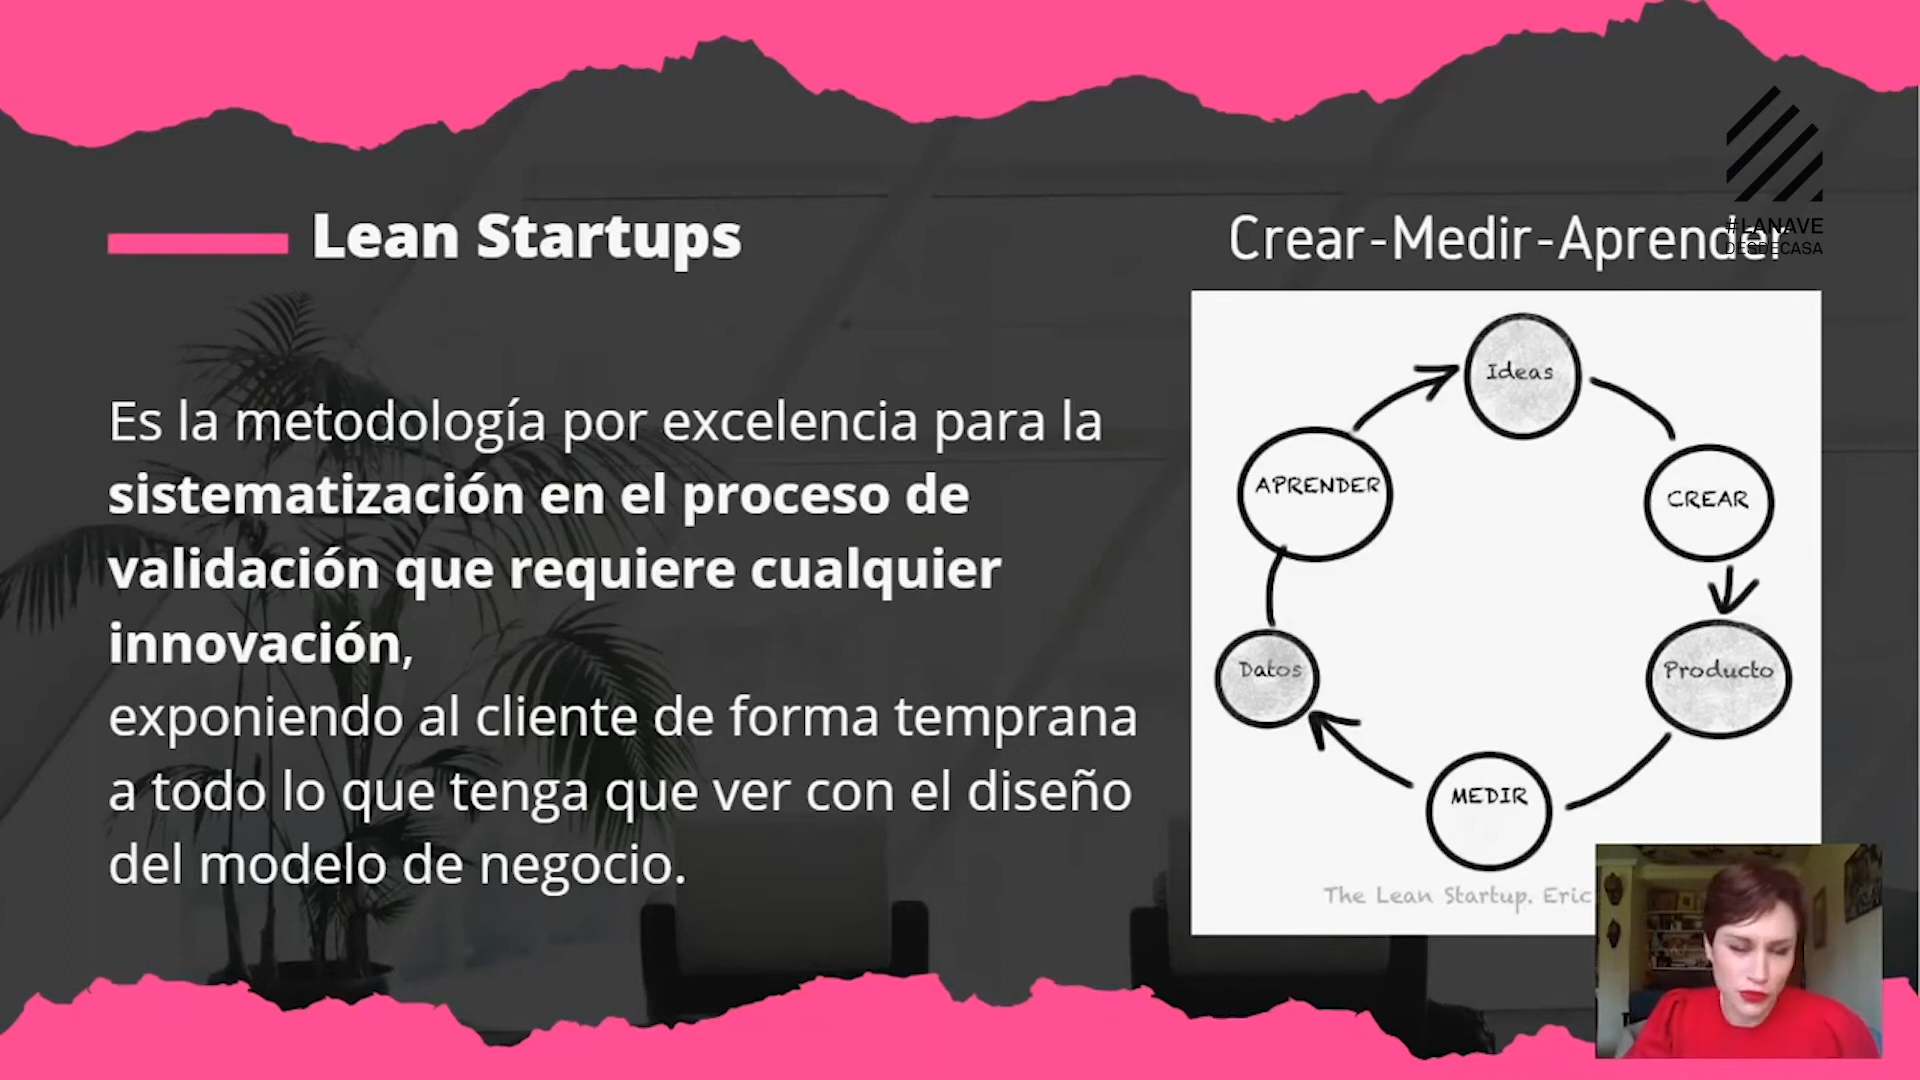 Lean Startups
Es la metodología por excelencia para la
sistematización en el proceso de
validación que requiere cualquier
innovación,
exponiendo al cliente de forma temprana
a todo lo que tenga que ver con el diseño
del modelo de negocio.
Crear-Medir-Aprender
#LANAVE
DESDECASA
Ideas
APRENDER
CREAR
Datos
Producto
MEDIR
The Lean Startup. Eric